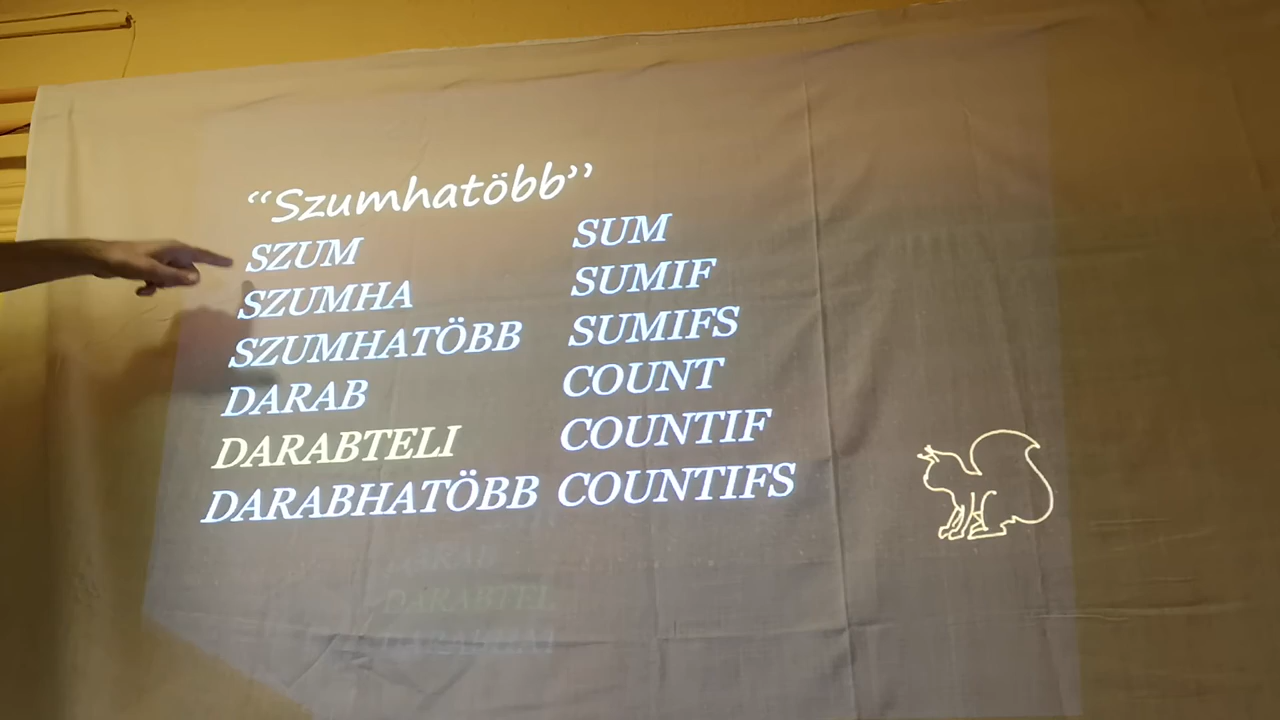 “Szumhatöbb”
SZUM SUM
SZUMHA SUMIF
SZUMHATÖBB SUMIFS
DARAB COUNT
DARABTELI COUNTIF
DARABHATÖBB COUNTIFS